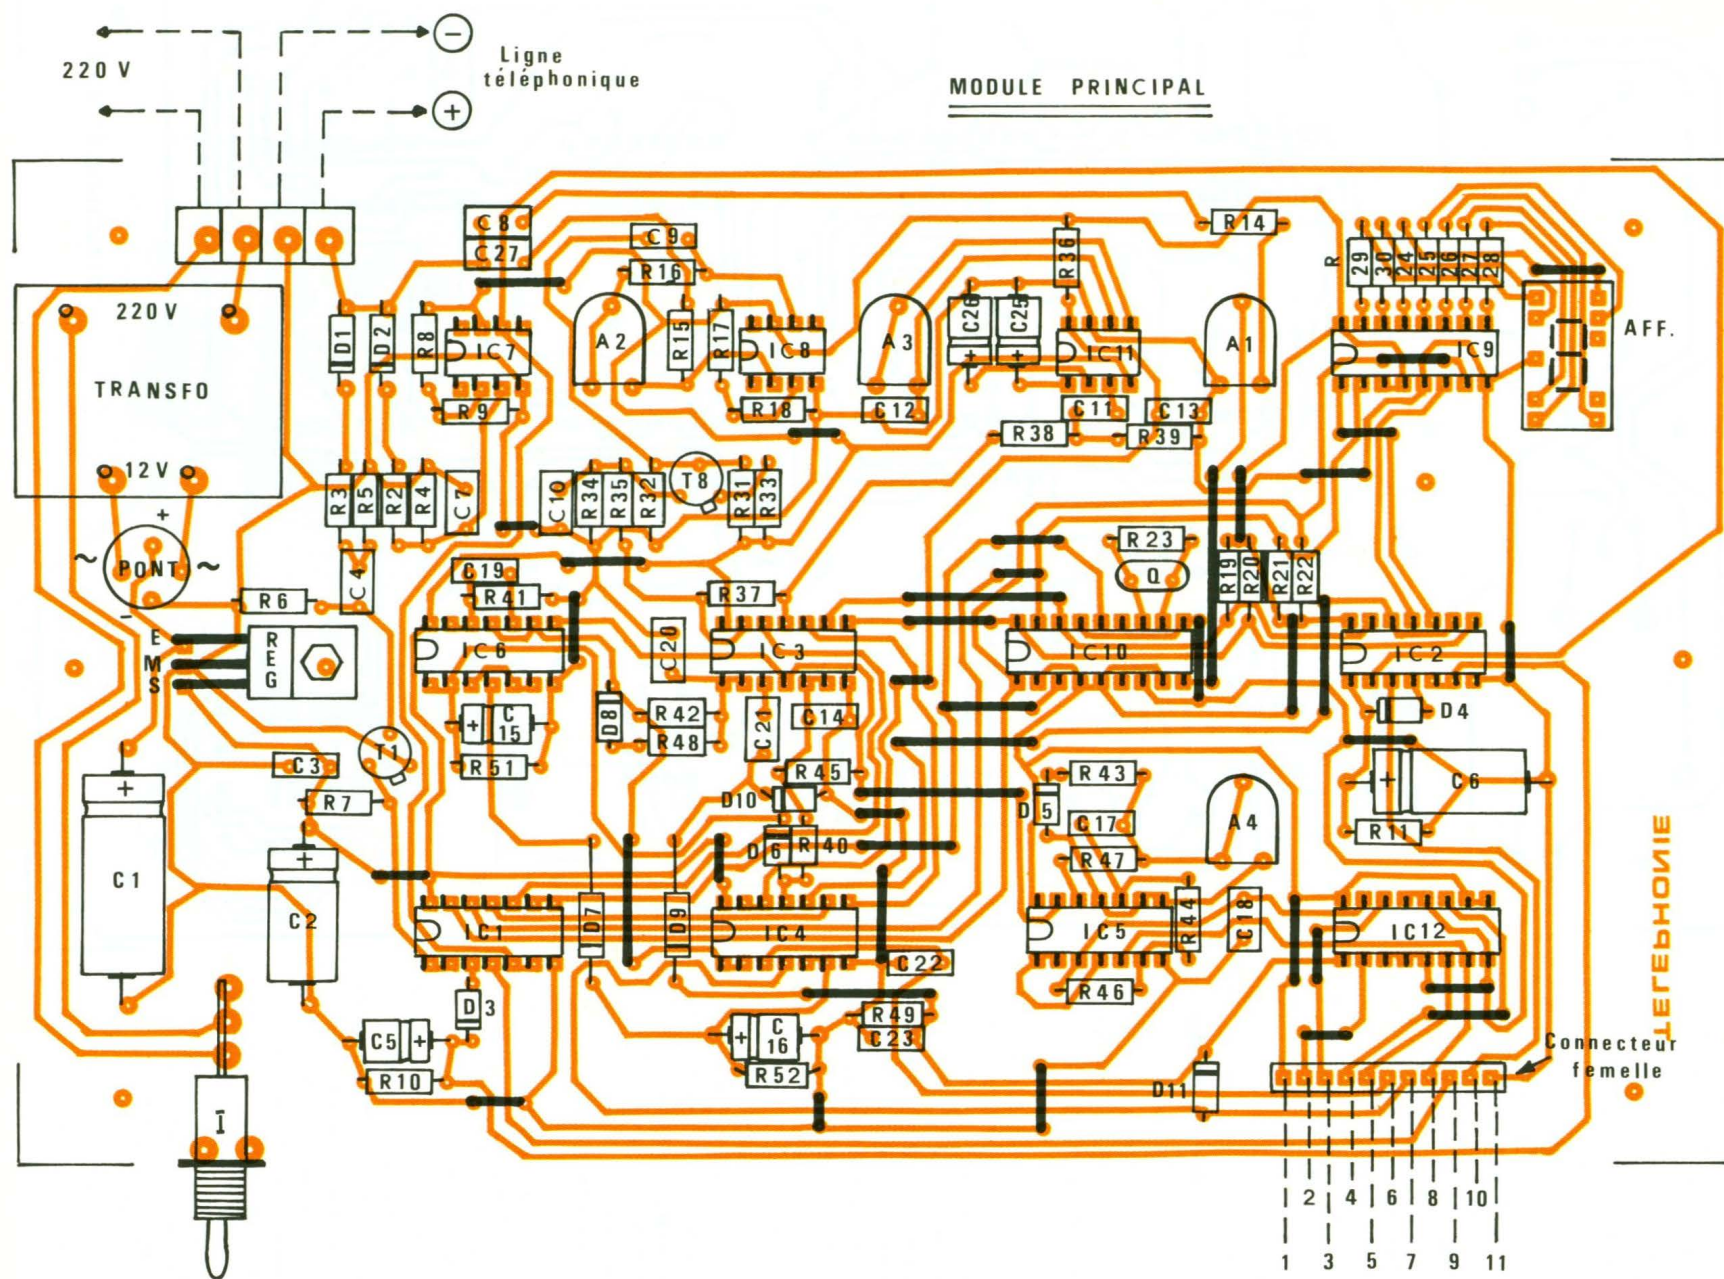 220 V
Ligne
téléphonique
−
+
MODULE PRINCIPAL
220 V
TRANSFO
12 V
+
~ PONT ~
−
E
M
S
REG
C8
C27
C9
R16
R36
R14
R
29
30
24
25
26
27
28
AFF.
D1
D2
R8
IC7
A2
R15
R17
IC8
A3
C26
C25
IC11
A1
IC9
R9
R18
C12
C11
C13
R38
R39
R3
R5
R2
R4
C7
C10
R34
R35
R32
T8
R31
R33
C4
R6
C19
R41
R37
R23
Q
R19
R20
R21
R22
IC6
C20
IC3
IC10
IC2
C15
D8
R42
R48
C21
C14
D4
T1
C3
R51
R45
R43
C6
D10
D5
R7
C17
A4
R11
D6
R40
R47
C1
C2
IC1
D7
D9
IC4
IC5
R44
C18
IC12
C22
R46
D3
C5
R10
C16
R49
C23
R52
D11
TELEPHONIE
Connecteur
femelle
I
2 4 6 8 10
1 3 5 7 9 11